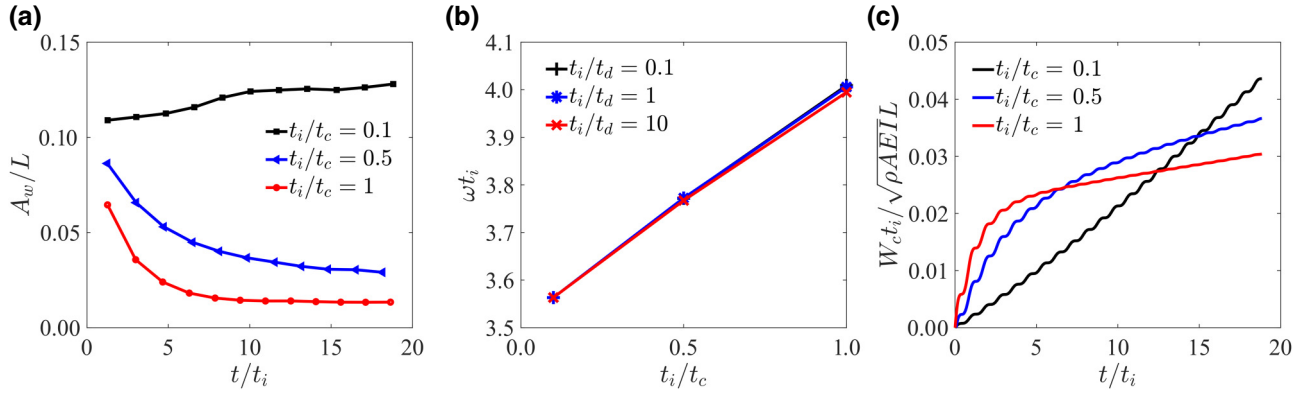 (a)
0.15
0.10
0.05
0.00
A_w/L
t_i/t_c = 0.1
t_i/t_c = 0.5
t_i/t_c = 1
0 5 10 15 20
t/t_i
(b)
4.1
4.0
3.9
3.8
3.7
3.6
3.5
ωt_i
t_i/t_d = 0.1
t_i/t_d = 1
t_i/t_d = 10
0.0 0.5 1.0
t_i/t_c
(c)
0.05
0.04
0.03
0.02
0.01
0.00
W_c t_i/√ρAEIL
t_i/t_c = 0.1
t_i/t_c = 0.5
t_i/t_c = 1
0 5 10 15 20
t/t_i